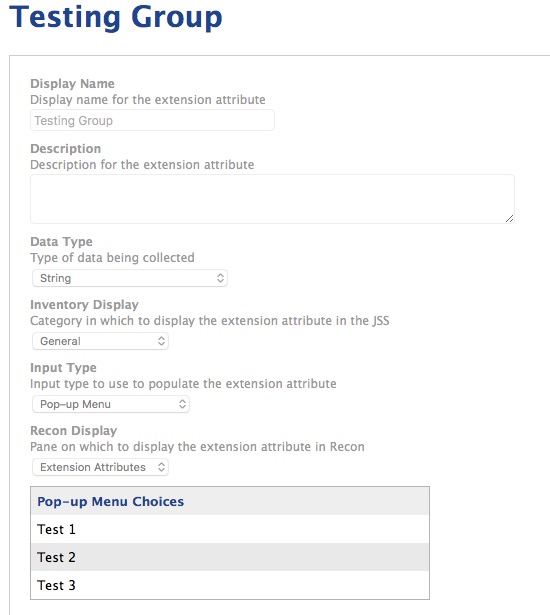 Testing Group
Display Name
Display name for the extension attribute
Testing Group
Description
Description for the extension attribute
Data Type
Type of data being collected
String
Inventory Display
Category in which to display the extension attribute in the JSS
General
Input Type
Input type to use to populate the extension attribute
Pop-up Menu
Recon Display
Pane on which to display the extension attribute in Recon
Extension Attributes
Pop-up Menu Choices
Test 1
Test 2
Test 3